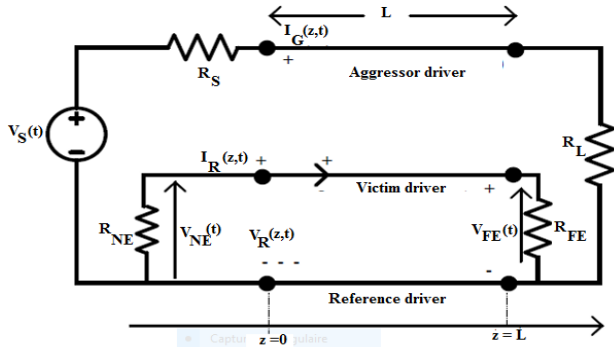 L
I_G(z,t)
+
R_S
Aggressor driver
V_S(t)
+
−
R_L
I_R(z,t)
+
+
Victim driver
+
R_NE
V_NE(t)
V_R(z,t)
V_FE(t)
R_FE
- - -
-
Reference driver
z=0
z = L